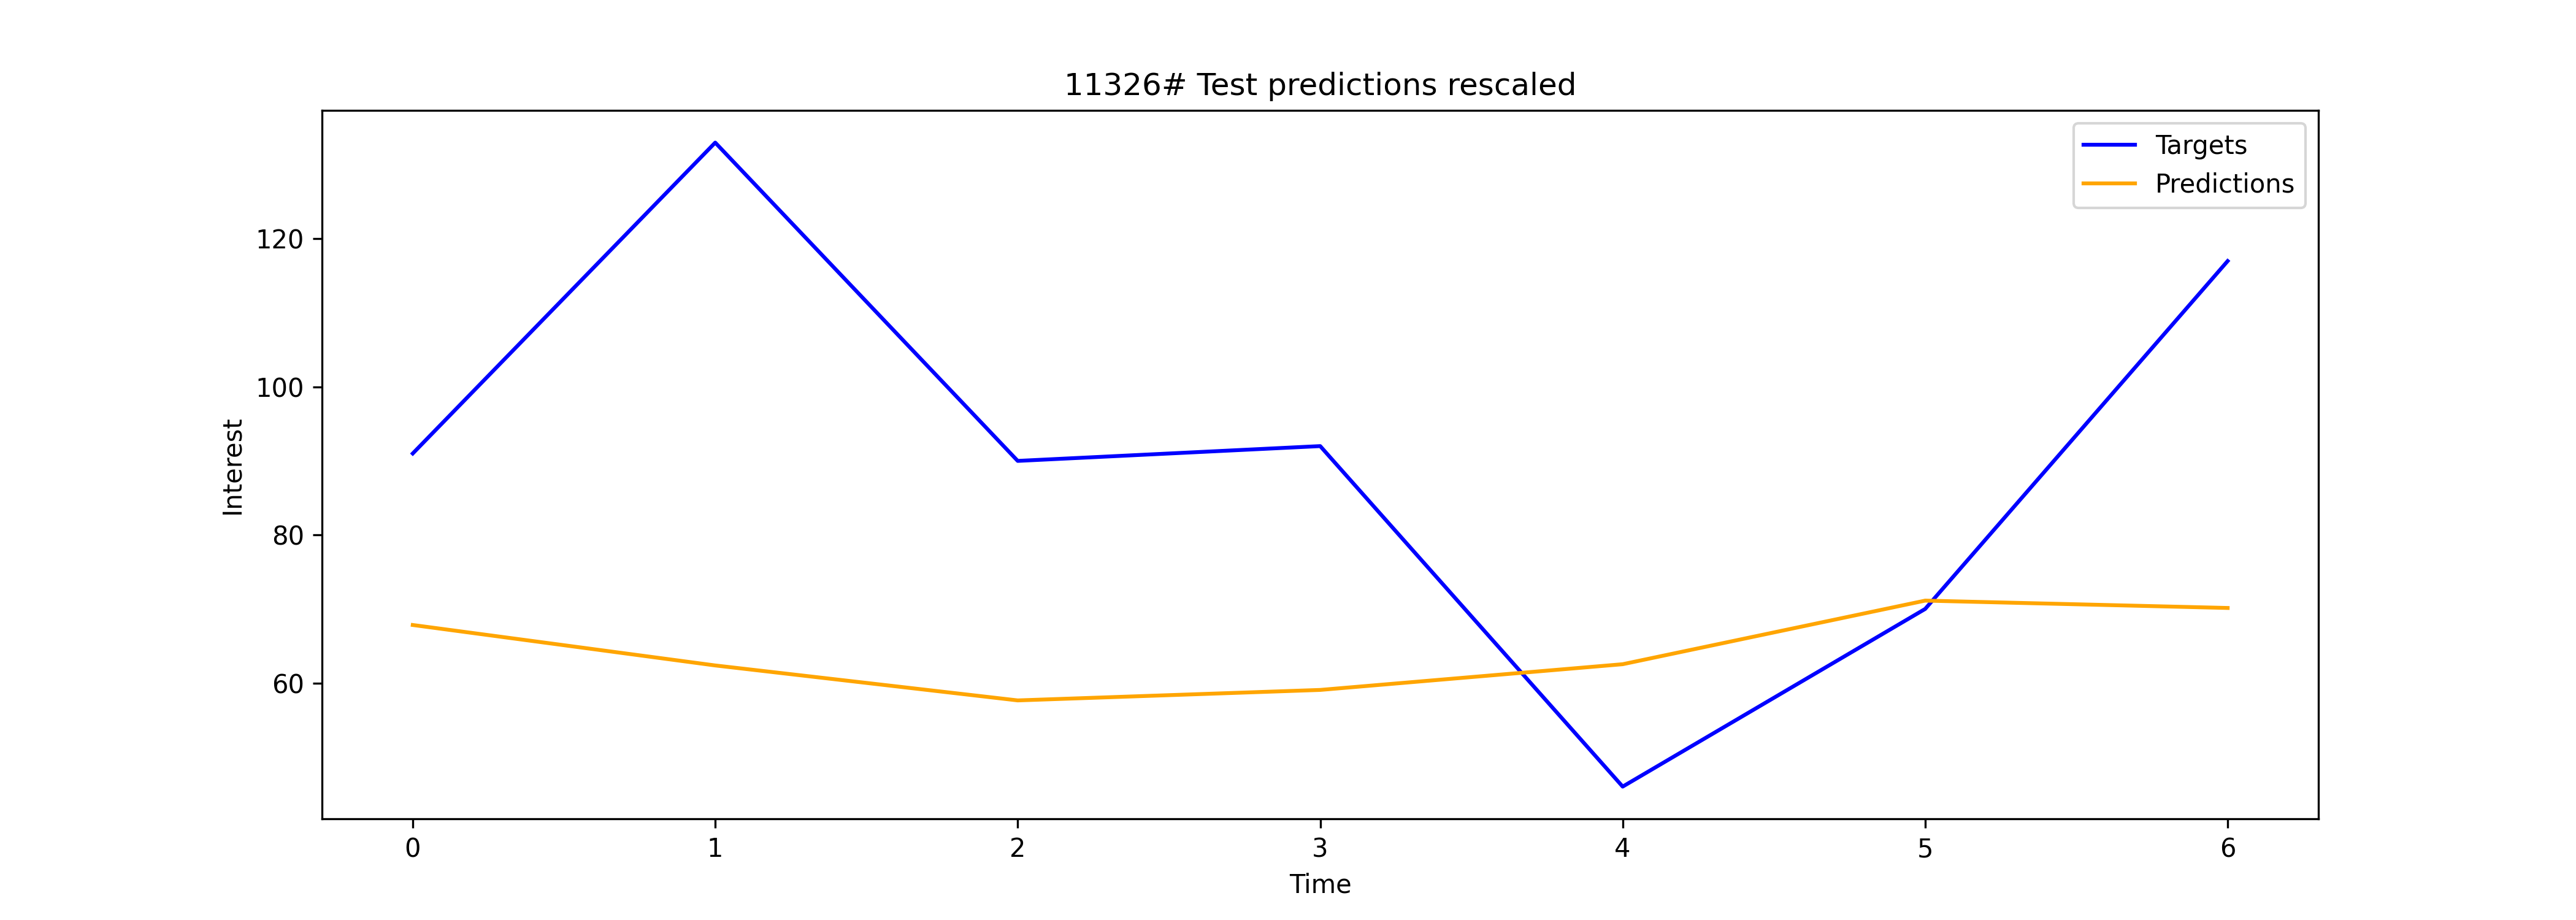 11326# Test predictions rescaled
Targets
Predictions
120
100
80
60
Interest
0 1 2 3 4 5 6
Time